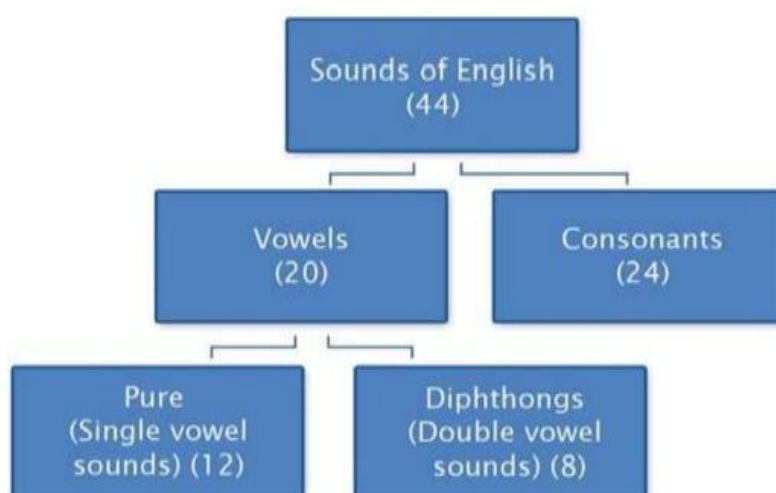 Sounds of English
(44)
Vowels
(20)
Consonants
(24)
Pure
(Single vowel
sounds) (12)
Diphthongs
(Double vowel
sounds) (8)